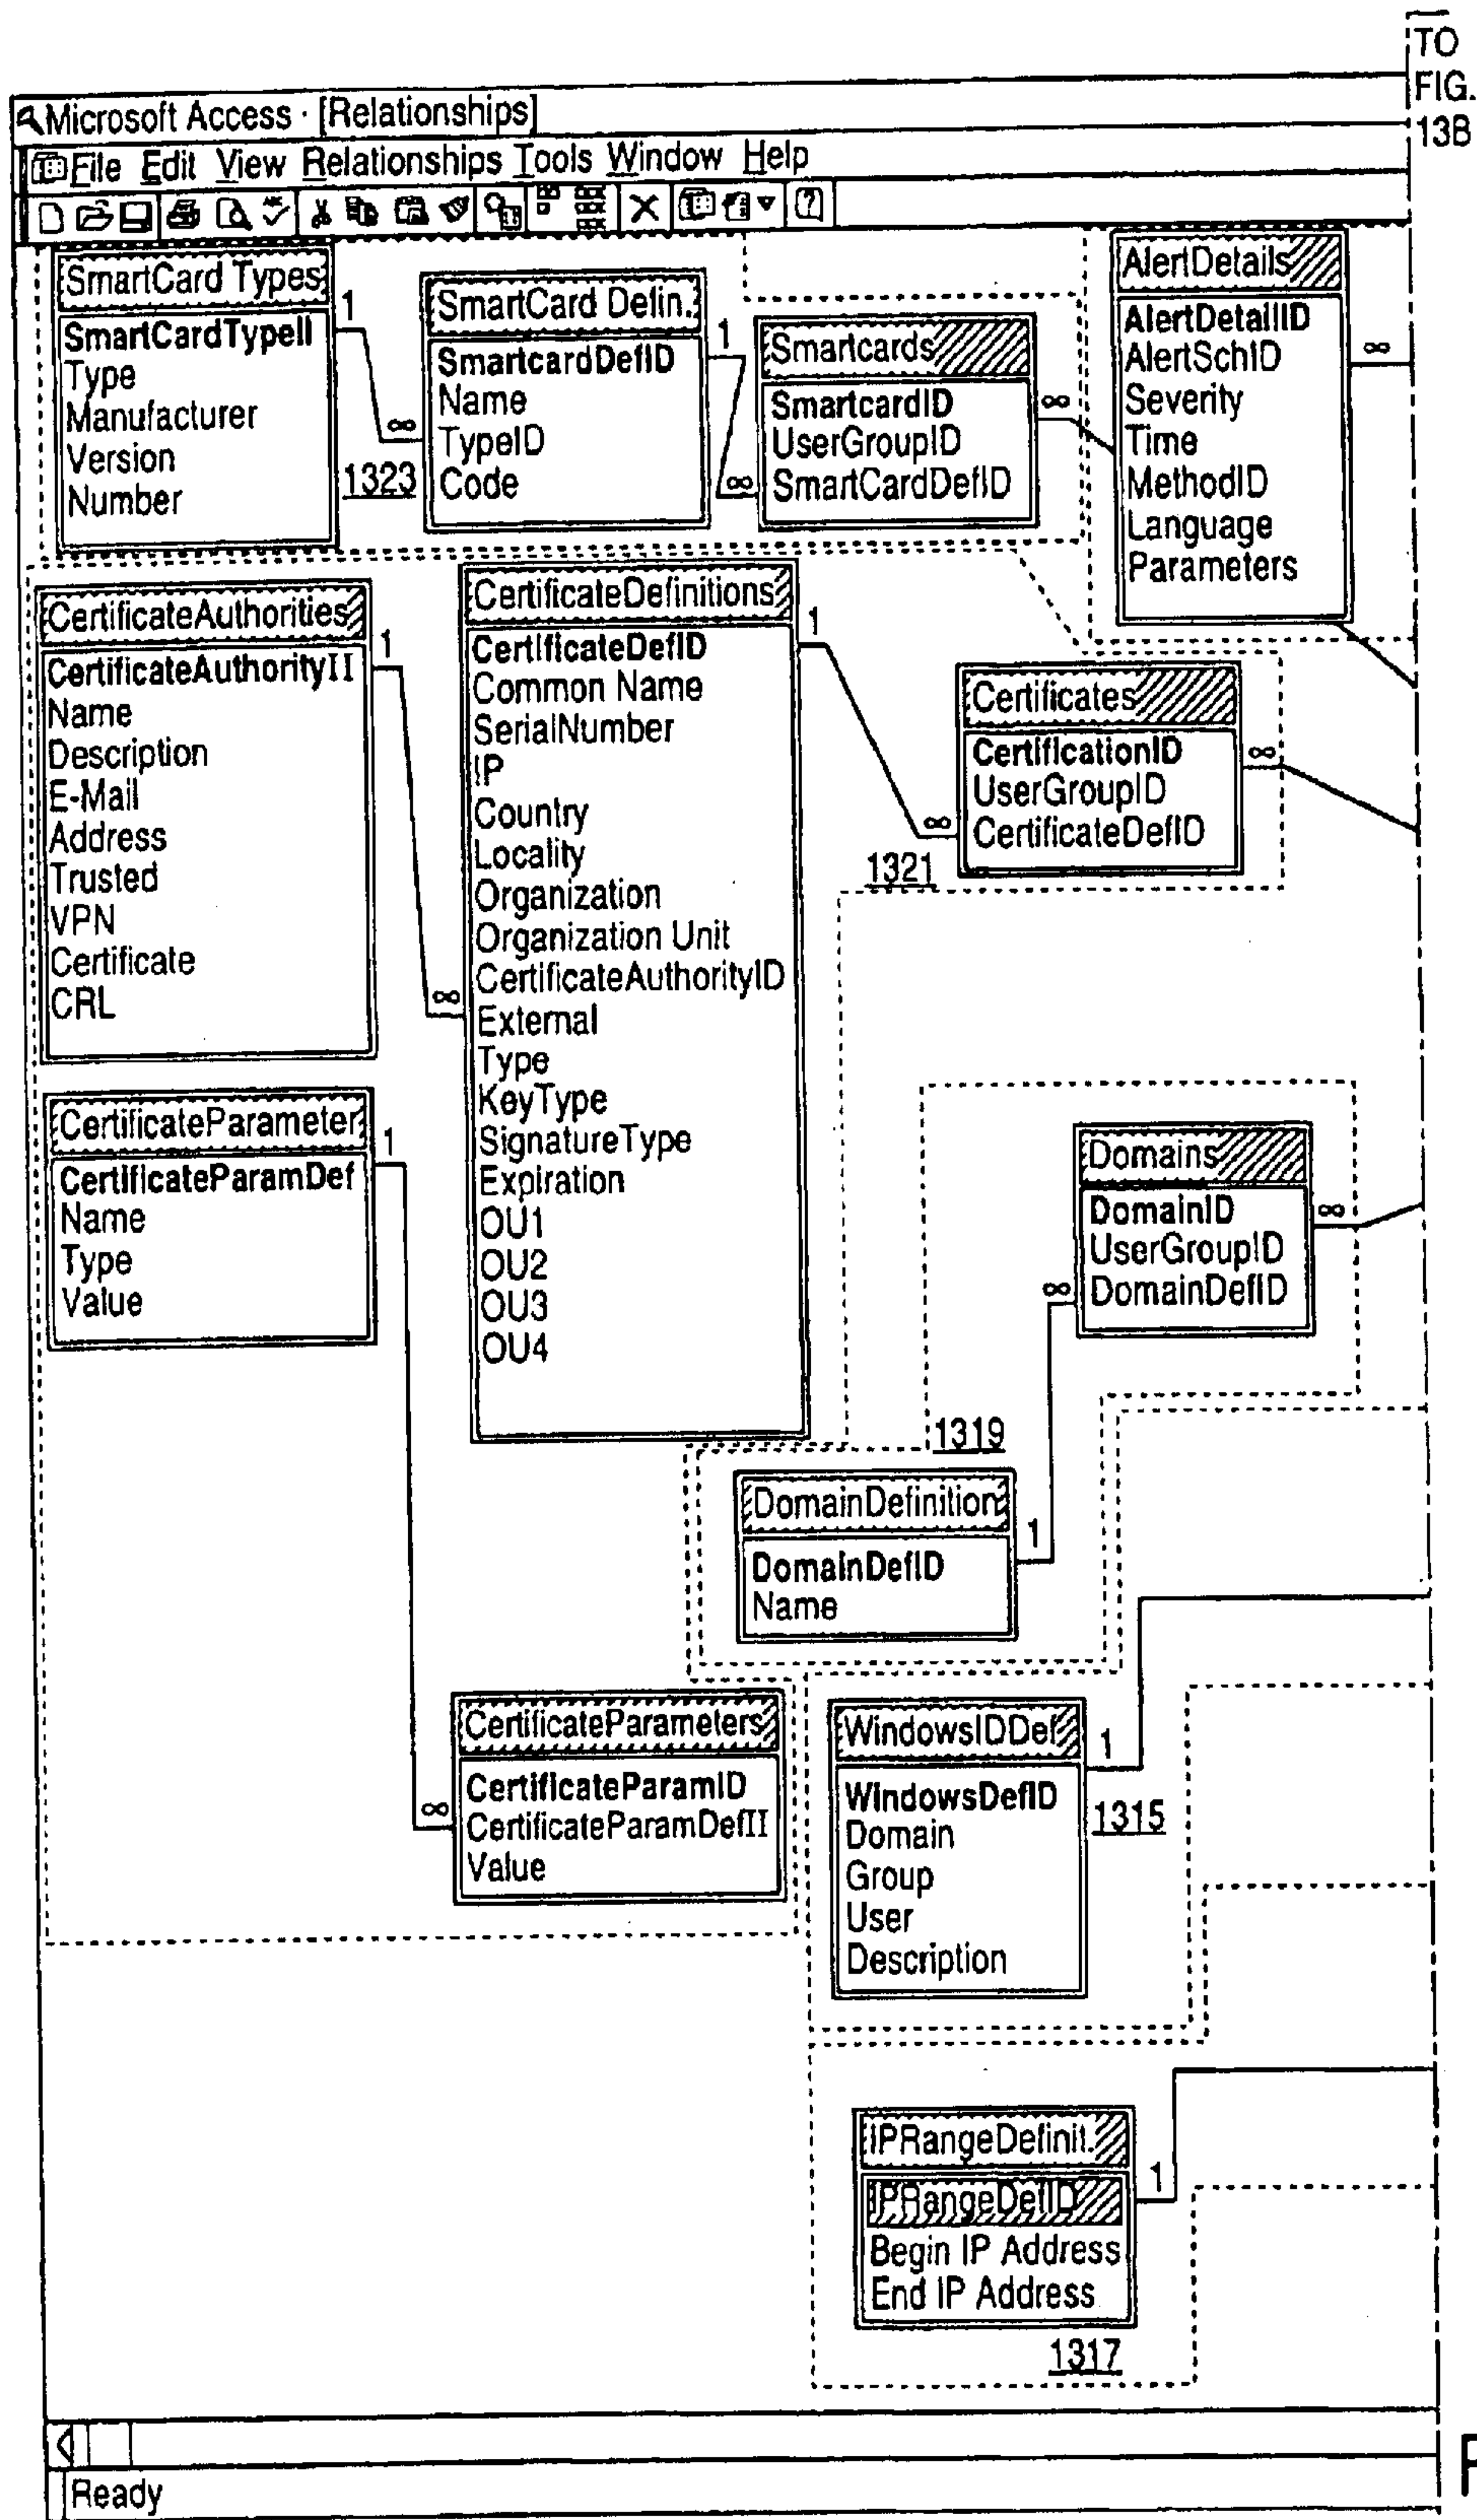 TO
FIG.
13B
Microsoft Access · [Relationships]
File Edit View Relationships Tools Window Help
SmartCard Types
SmartCardTypeII
Type
Manufacturer
Version
Number
1
∞
1323
SmartCard Defin.
SmartcardDefID
Name
TypeID
Code
1
∞
Smartcards
SmartcardID
UserGroupID
SmartCardDefID
∞
AlertDetails
AlertDetailID
AlertSchID
Severity
Time
MethodID
Language
Parameters
∞
CertificateAuthorities
CertificateAuthorityII
Name
Description
E-Mail
Address
Trusted
VPN
Certificate
CRL
1
∞
CertificateDefinitions
CertificateDefID
Common Name
SerialNumber
IP
Country
Locality
Organization
Organization Unit
CertificateAuthorityID
External
Type
KeyType
SignatureType
Expiration
OU1
OU2
OU3
OU4
1
∞
Certificates
CertificationID
UserGroupID
CertificateDefID
∞
1321
CertificateParameter
CertificateParamDef
Name
Type
Value
1
∞
Domains
DomainID
UserGroupID
DomainDefID
∞
∞
1319
DomainDefinition
DomainDefID
Name
1
CertificateParameters
CertificateParamID
CertificateParamDefII
Value
WindowsIDDef
WindowsDefID
Domain
Group
User
Description
1
1315
IPRangeDefinit.
IPRangeDefID
Begin IP Address
End IP Address
1
1317
Ready